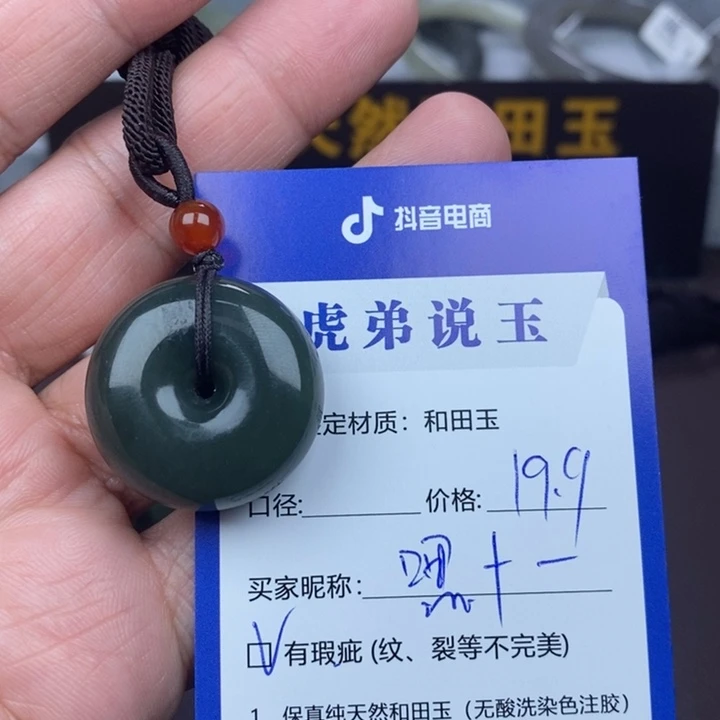 天然 田玉
抖音电商
虎弟说玉
定材质：和田玉
口径: 价格: 19.9
买家昵称: 黑十一
有瑕疵 (纹、裂等不完美)
1、保真纯天然和田玉（无酸洗染色注胶）